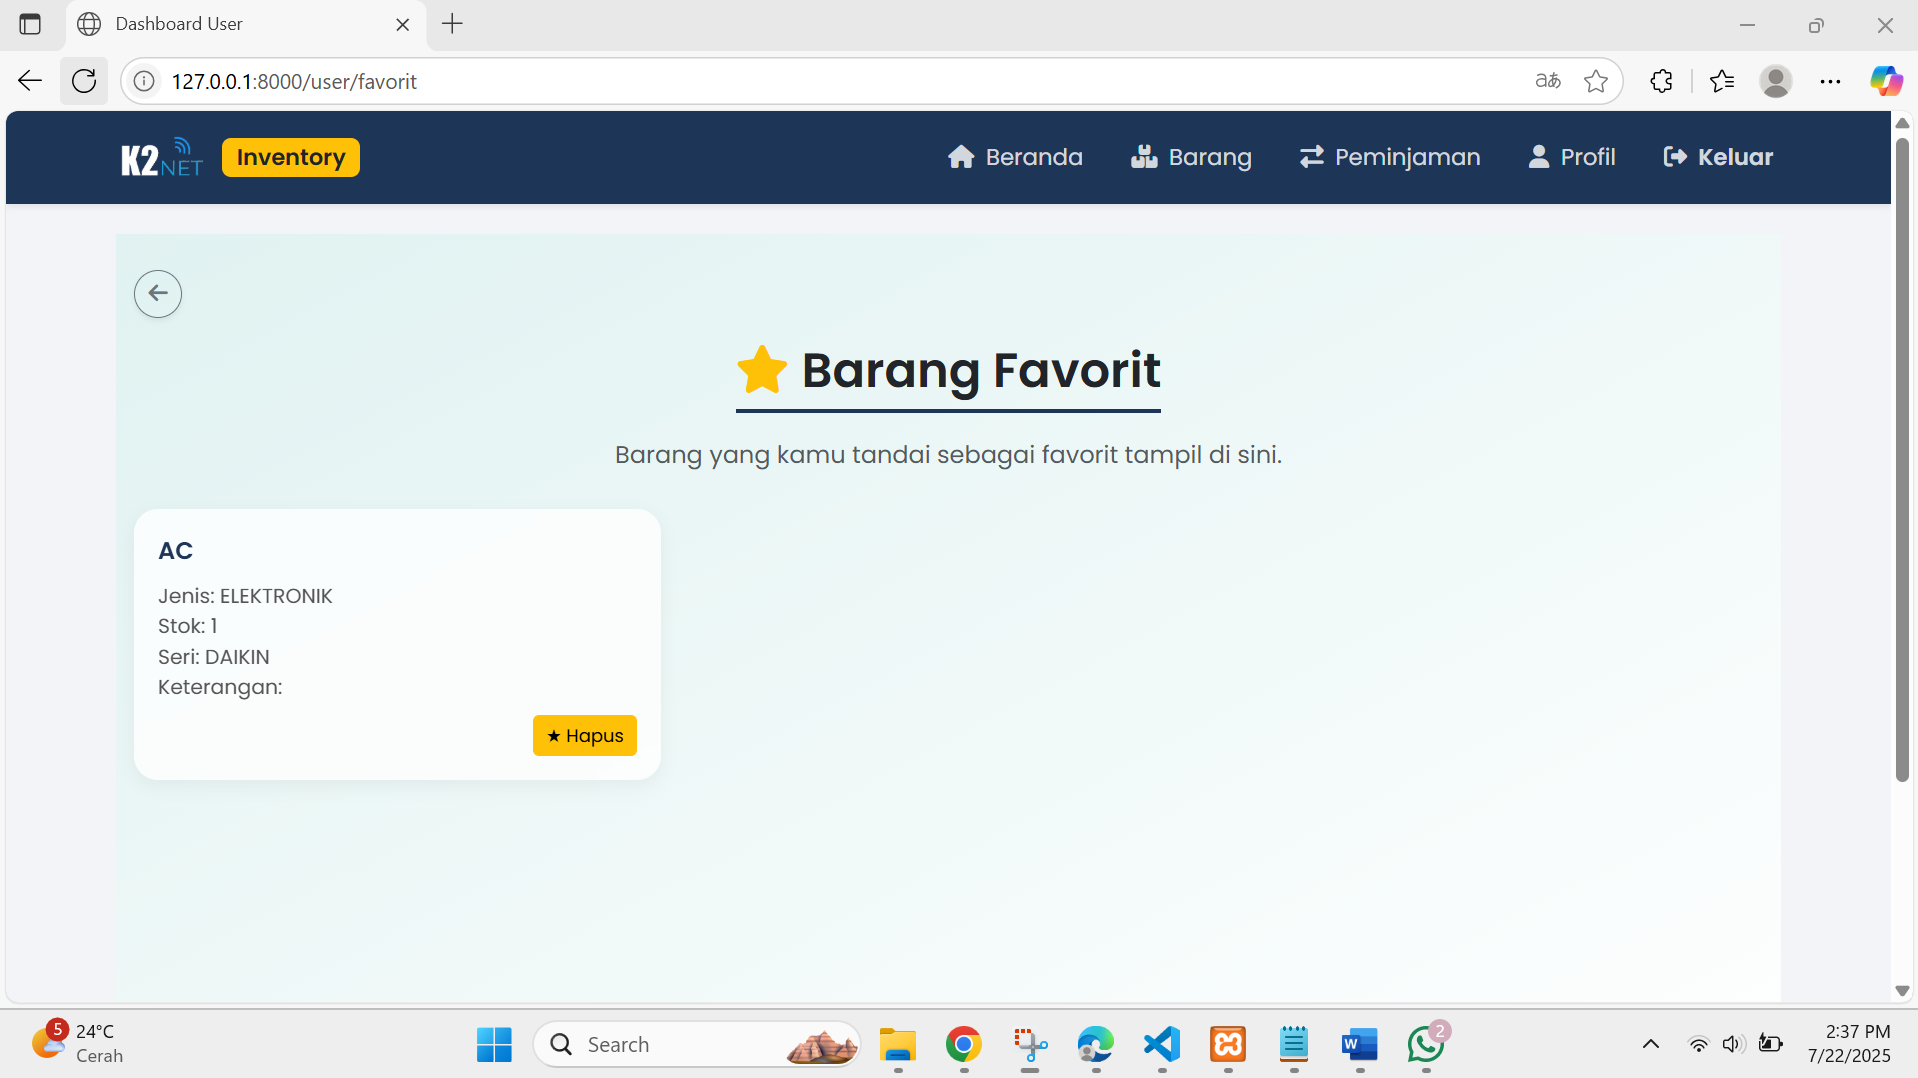 Dashboard User
127.0.0.1:8000/user/favorit
K2NET Inventory Beranda Barang Peminjaman Profil Keluar
Barang Favorit
Barang yang kamu tandai sebagai favorit tampil di sini.
AC
Jenis: ELEKTRONIK
Stok: 1
Seri: DAIKIN
Keterangan:
★ Hapus
5
24°C
Cerah
Search
2
2:37 PM
7/22/2025